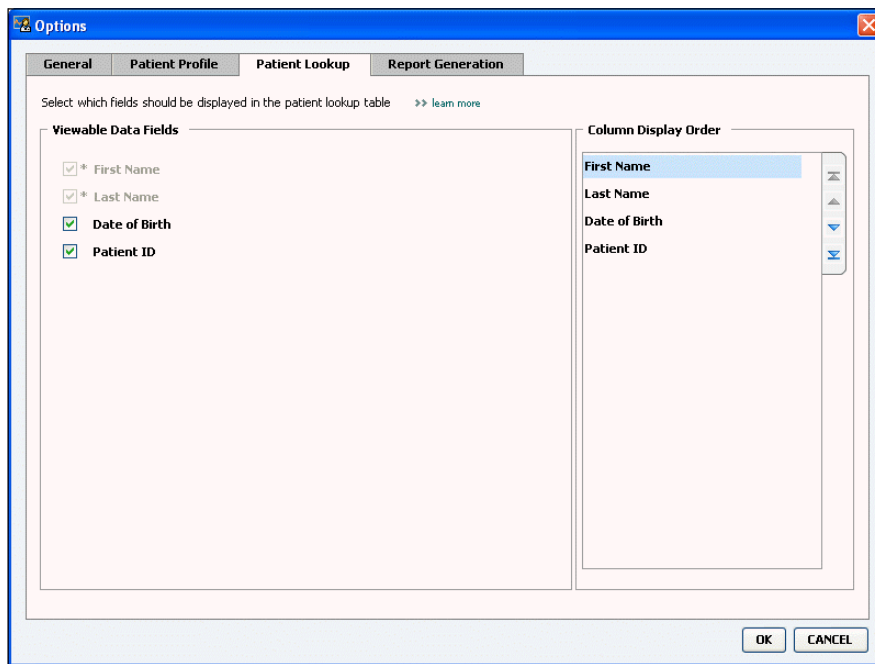 Options
General Patient Profile Patient Lookup Report Generation
Select which fields should be displayed in the patient lookup table >> learn more
Viewable Data Fields
* First Name
* Last Name
Date of Birth
Patient ID
Column Display Order
First Name
Last Name
Date of Birth
Patient ID
OK CANCEL